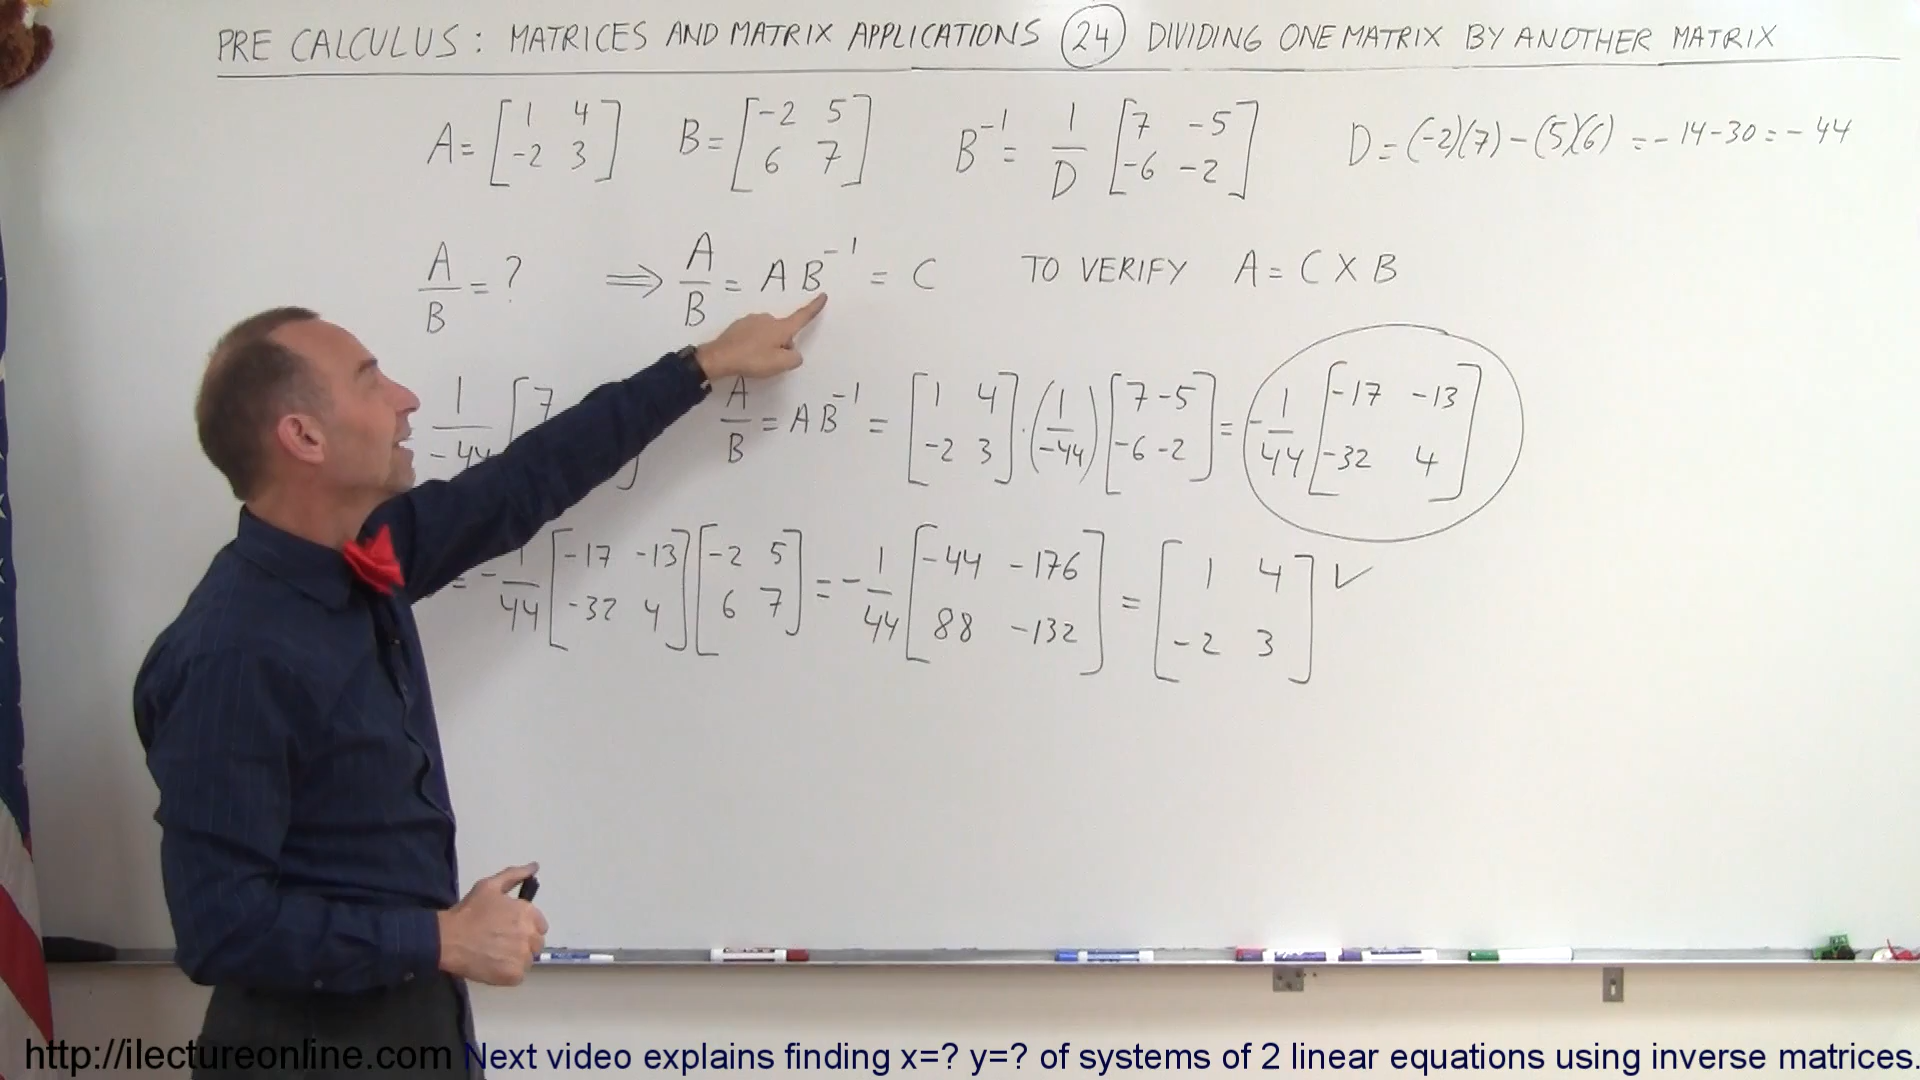 PRE CALCULUS: MATRICES AND MATRIX APPLICATIONS 24 DIVIDING ONE MATRIX BY ANOTHER MATRIX
A = [1 4; -2 3] B = [-2 5; 6 7] B⁻¹ = 1/D [7 -5; -6 -2] D = (-2)(7) - (5)(6) = -14 - 30 = -44
A/B = ? ⇒ A/B = A B⁻¹ = C TO VERIFY A = C X B
1/-44 [7 A/B = A B⁻¹ = [1 4; -2 3] · (1/-44) [7 -5; -6 -2] = -1/44 [-17 -13; -32 4]
= -1/44 [-17 -13; -32 4] [-2 5; 6 7] = -1/44 [-44 -176; 88 -132] = [1 4; -2 3] ✓
http://ilectureonline.com Next video explains finding x=? y=? of systems of 2 linear equations using inverse matrices.